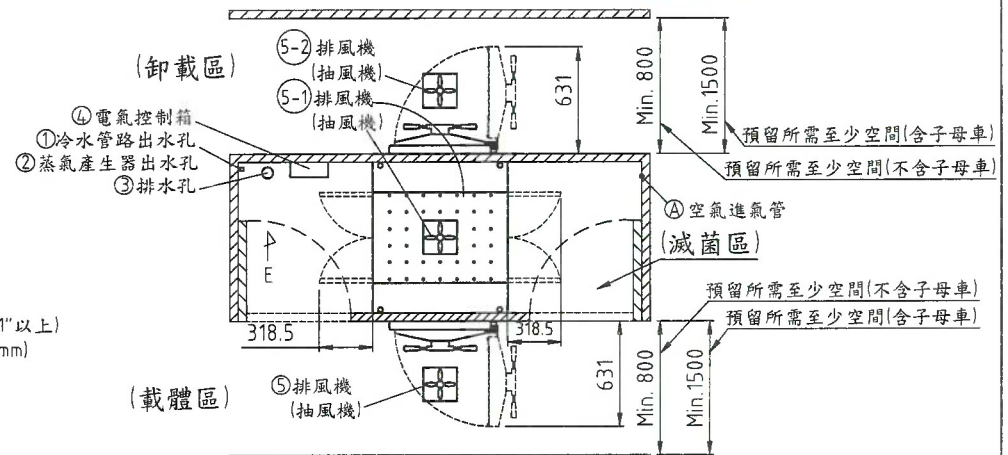 (卸載區)
5-2 排風機
(抽風機)
5-1 排風機
(抽風機)
④電氣控制箱
①冷水管路出水孔
②蒸氣產生器出水孔
③排水孔
631
Min. 800
Min.1500
預留所需至少空間(含子母車)
預留所需至少空間(不含子母車)
Ⓐ 空氣進氣管
(滅菌區)
E
預留所需至少空間(不含子母車)
預留所需至少空間(含子母車)
1"以上)
mm)
318.5
318.5
(載體區)
⑤排風機
(抽風機)
631
Min. 800
Min.1500